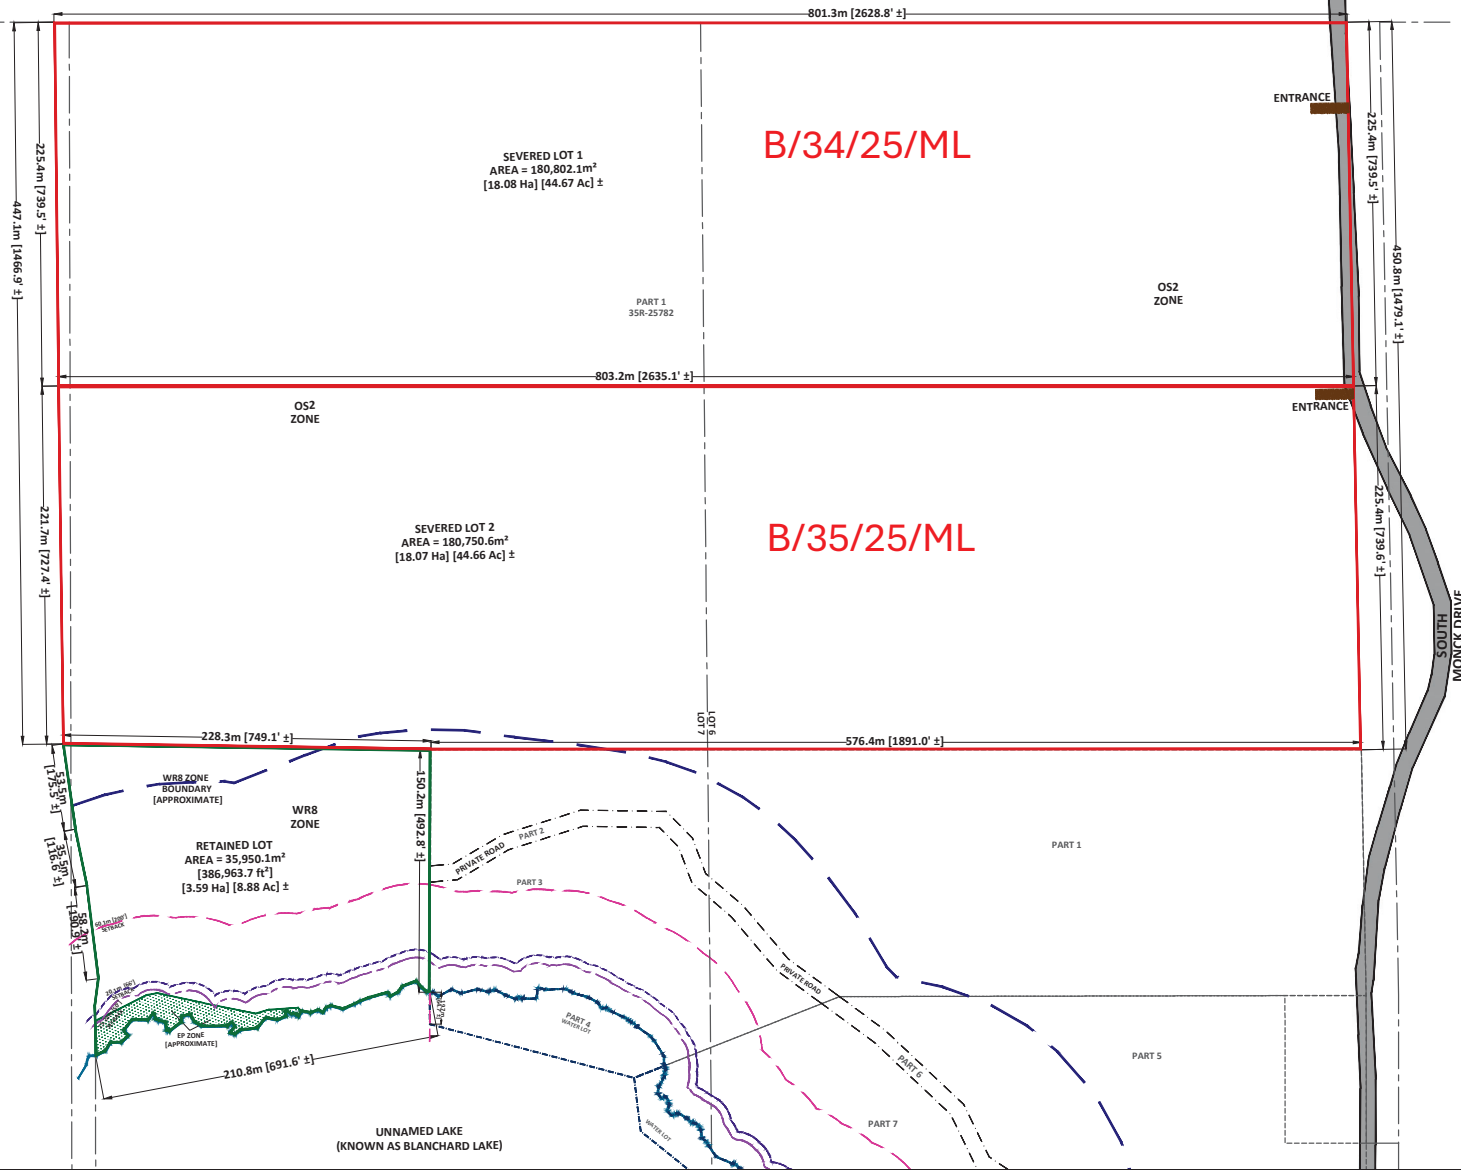 801.3m [2628.8' ±]
ENTRANCE
B/34/25/ML
225.4m [739.5' ±]
225.4m [739.5' ±]
SEVERED LOT 1
AREA = 180,802.1m²
[18.08 Ha] [44.67 Ac] ±
447.1m [1466.9' ±]
450.8m [1479.1' ±]
OS2
ZONE
PART 1
35R-25782
803.2m [2635.1' ±]
OS2
ZONE
ENTRANCE
SEVERED LOT 2
AREA = 180,750.6m²
[18.07 Ha] [44.66 Ac] ±
B/35/25/ML
221.7m [727.4' ±]
225.4m [739.6' ±]
SOUTH
MONCK DRIVE
LOT 6
LOT 7
228.3m [749.1' ±]
576.4m [1891.0' ±]
53.5m
[175.5' ±]
WR8 ZONE
BOUNDARY
[APPROXIMATE]
150.2m [492.8' ±]
WR8
ZONE
35.5m
[116.6' ±]
RETAINED LOT
AREA = 35,950.1m²
[386,963.7 ft²]
[3.59 Ha] [8.88 Ac] ±
PRIVATE ROAD
PART 2
PART 1
PART 3
58.2m
[190.9' ±]
SETBACK
PRIVATE ROAD
EP ZONE
[APPROXIMATE]
PART 4
WATER LOT
210.8m [691.6' ±]
PART 6
PART 5
PART 7
WATER LOT
UNNAMED LAKE
(KNOWN AS BLANCHARD LAKE)